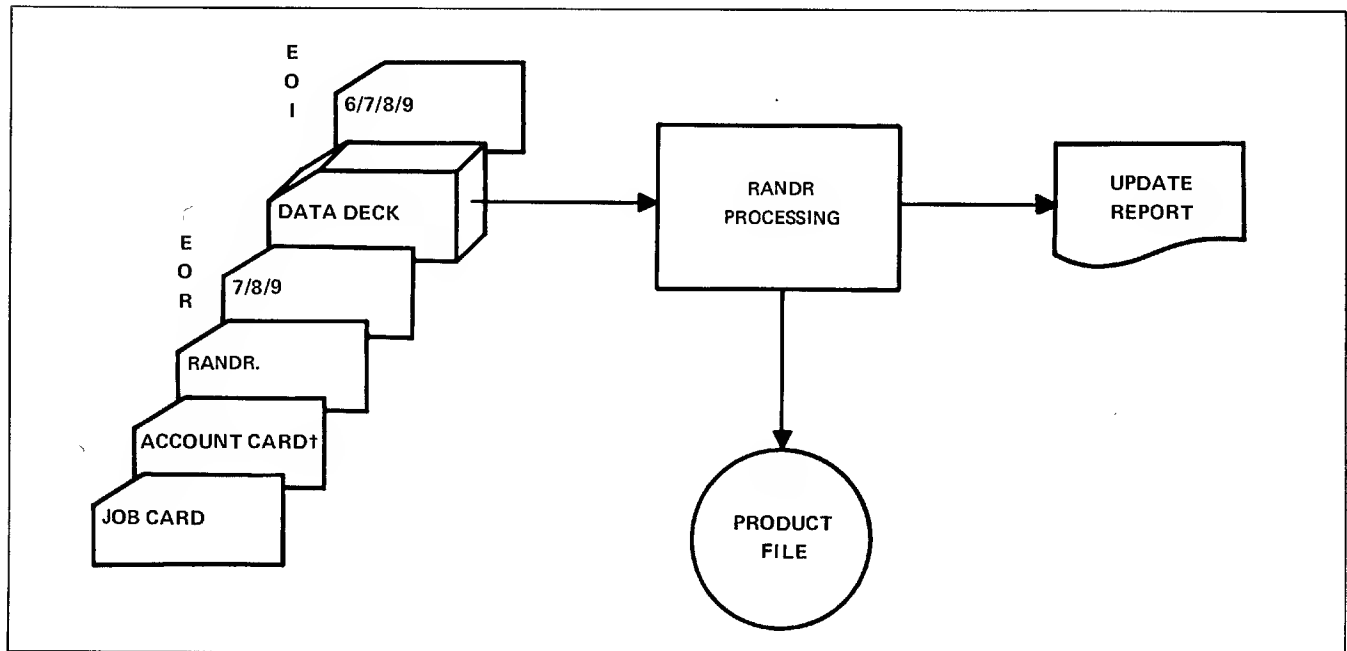 E
O
I
6/7/8/9
DATA DECK
E
O
R
7/8/9
RANDR.
ACCOUNT CARD†
JOB CARD
RANDR
PROCESSING
UPDATE
REPORT
PRODUCT
FILE